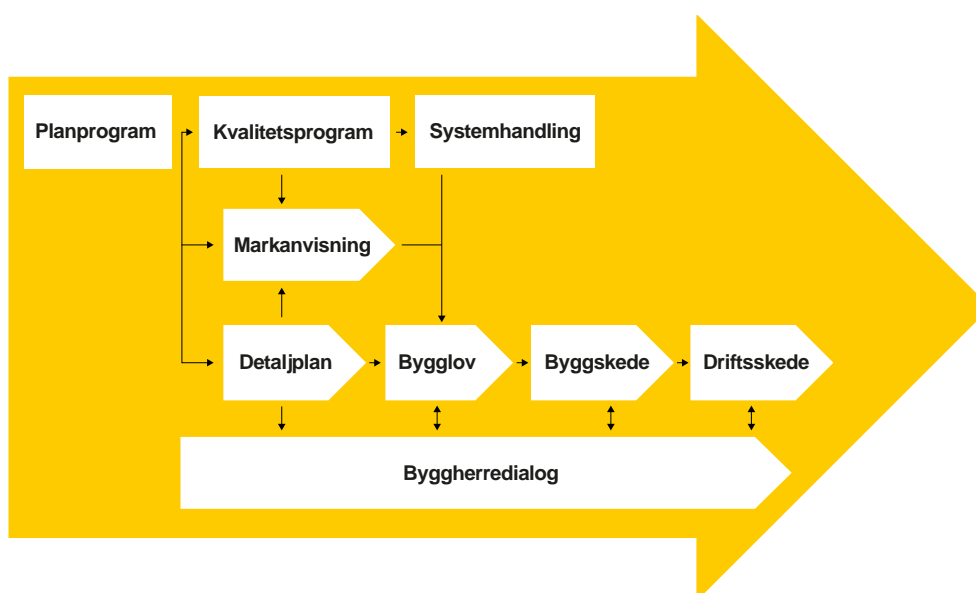 Planprogram
Kvalitetsprogram
Systemhandling
Markanvisning
Detaljplan
Bygglov
Byggskede
Driftsskede
Byggherredialog